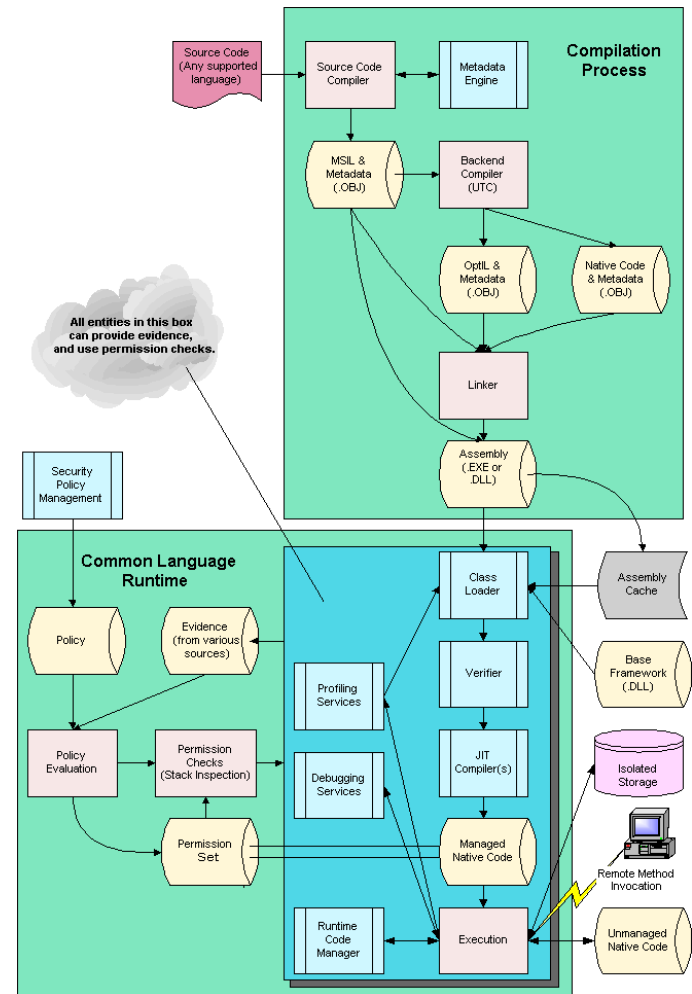 Source Code
(Any supported
language)
Source Code
Compiler
Metadata
Engine
Compilation
Process
MSIL &
Metadata
(.OBJ)
Backend
Compiler
(UTC)
OptIL &
Metadata
(.OBJ)
Native Code
& Metadata
(.OBJ)
All entities in this box
can provide evidence,
and use permission checks.
Linker
Assembly
(.EXE or
.DLL)
Security
Policy
Management
Common Language
Runtime
Class
Loader
Assembly
Cache
Policy
Evidence
(from various
sources)
Verifier
Base
Framework
(.DLL)
Profiling
Services
Policy
Evaluation
Permission
Checks
(Stack Inspection)
Debugging
Services
JIT
Compiler(s)
Isolated
Storage
Permission
Set
Managed
Native Code
Remote Method
Invocation
Runtime
Code
Manager
Execution
Unmanaged
Native Code